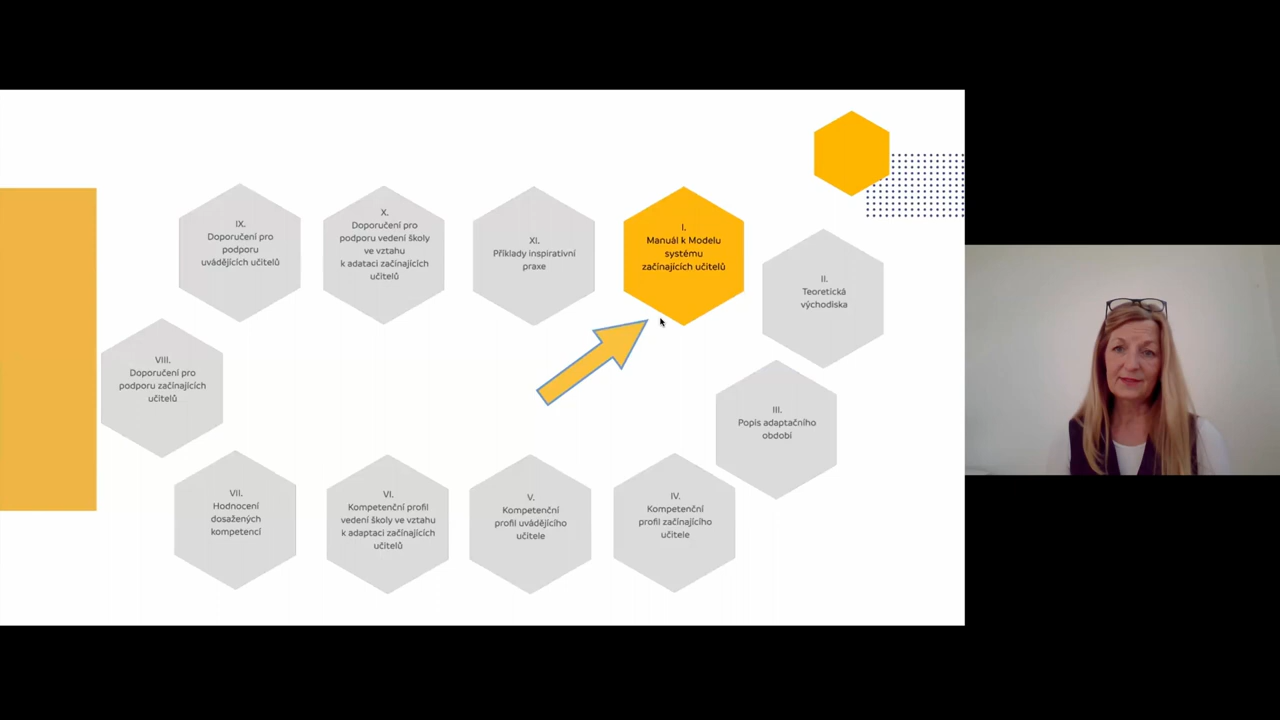 I.
Manuál k Modelu
systému
začínajících učitelů
II.
Teoretická
východiska
III.
Popis adaptačního
období
IV.
Kompetenční
profil začínajícího
učitele
V.
Kompetenční
profil uvádějícího
učitele
VI.
Kompetenční profil
vedení školy ve vztahu
k adaptaci začínajících
učitelů
VII.
Hodnocení
dosažených
kompetencí
VIII.
Doporučení pro
podporu začínajících
učitelů
IX.
Doporučení pro
podporu
uvádějících učitelů
X.
Doporučení pro
podporu vedení školy
ve vztahu
k adataci začínajících
učitelů
XI.
Příklady inspirativní
praxe